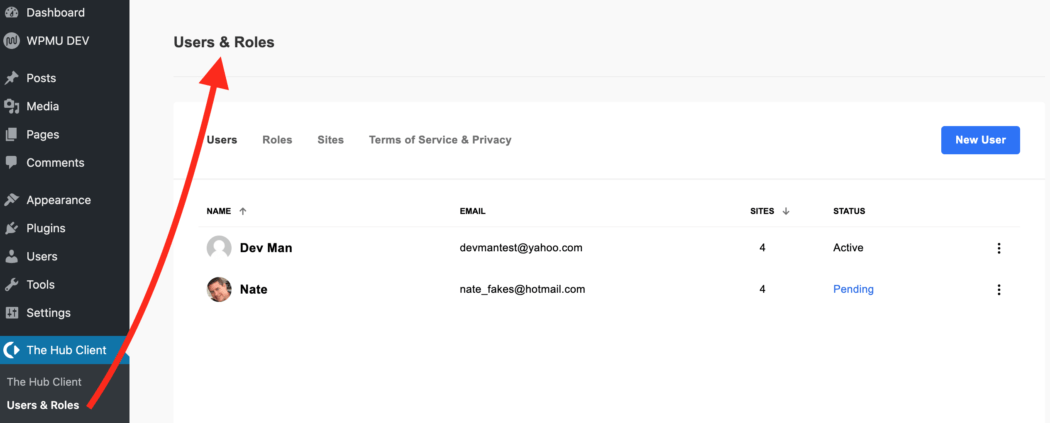 Dashboard
WPMU DEV
Posts
Media
Pages
Comments
Appearance
Plugins
Users
Tools
Settings
The Hub Client
The Hub Client
Users & Roles
Users & Roles
Users Roles Sites Terms of Service & Privacy New User
NAME EMAIL SITES STATUS
Dev Man devmantest@yahoo.com 4 Active
Nate nate_fakes@hotmail.com 4 Pending